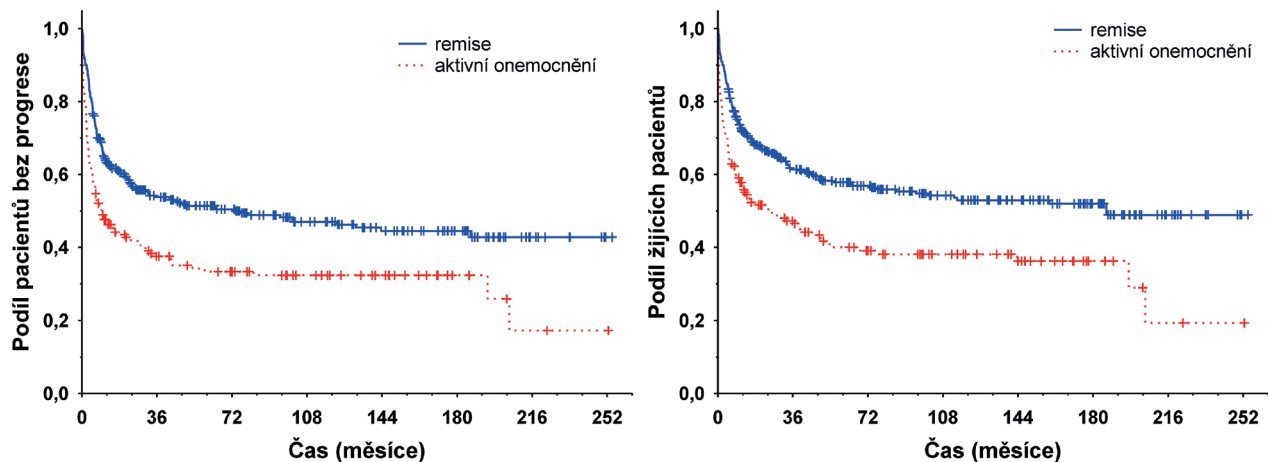 Podíl pacientů bez progrese
1,0
0,8
0,6
0,4
0,2
0,0
remise
aktivní onemocnění
0 36 72 108 144 180 216 252
Čas (měsíce)
Podíl žijících pacientů
1,0
0,8
0,6
0,4
0,2
0,0
remise
aktivní onemocnění
0 36 72 108 144 180 216 252
Čas (měsíce)